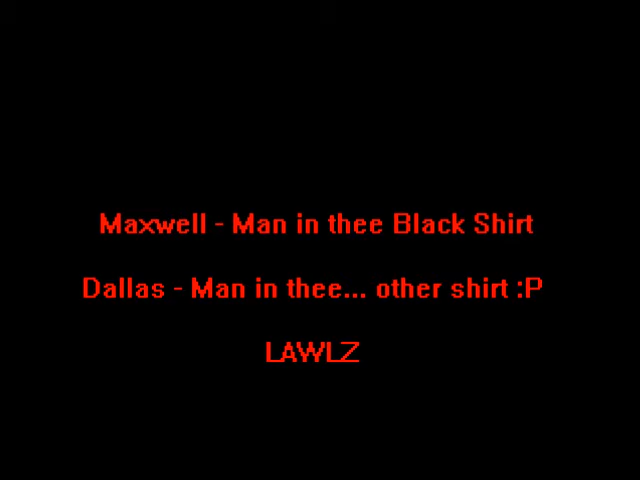 Maxwell - Man in thee Black Shirt
Dallas - Man in thee... other shirt :P
LAWLZ